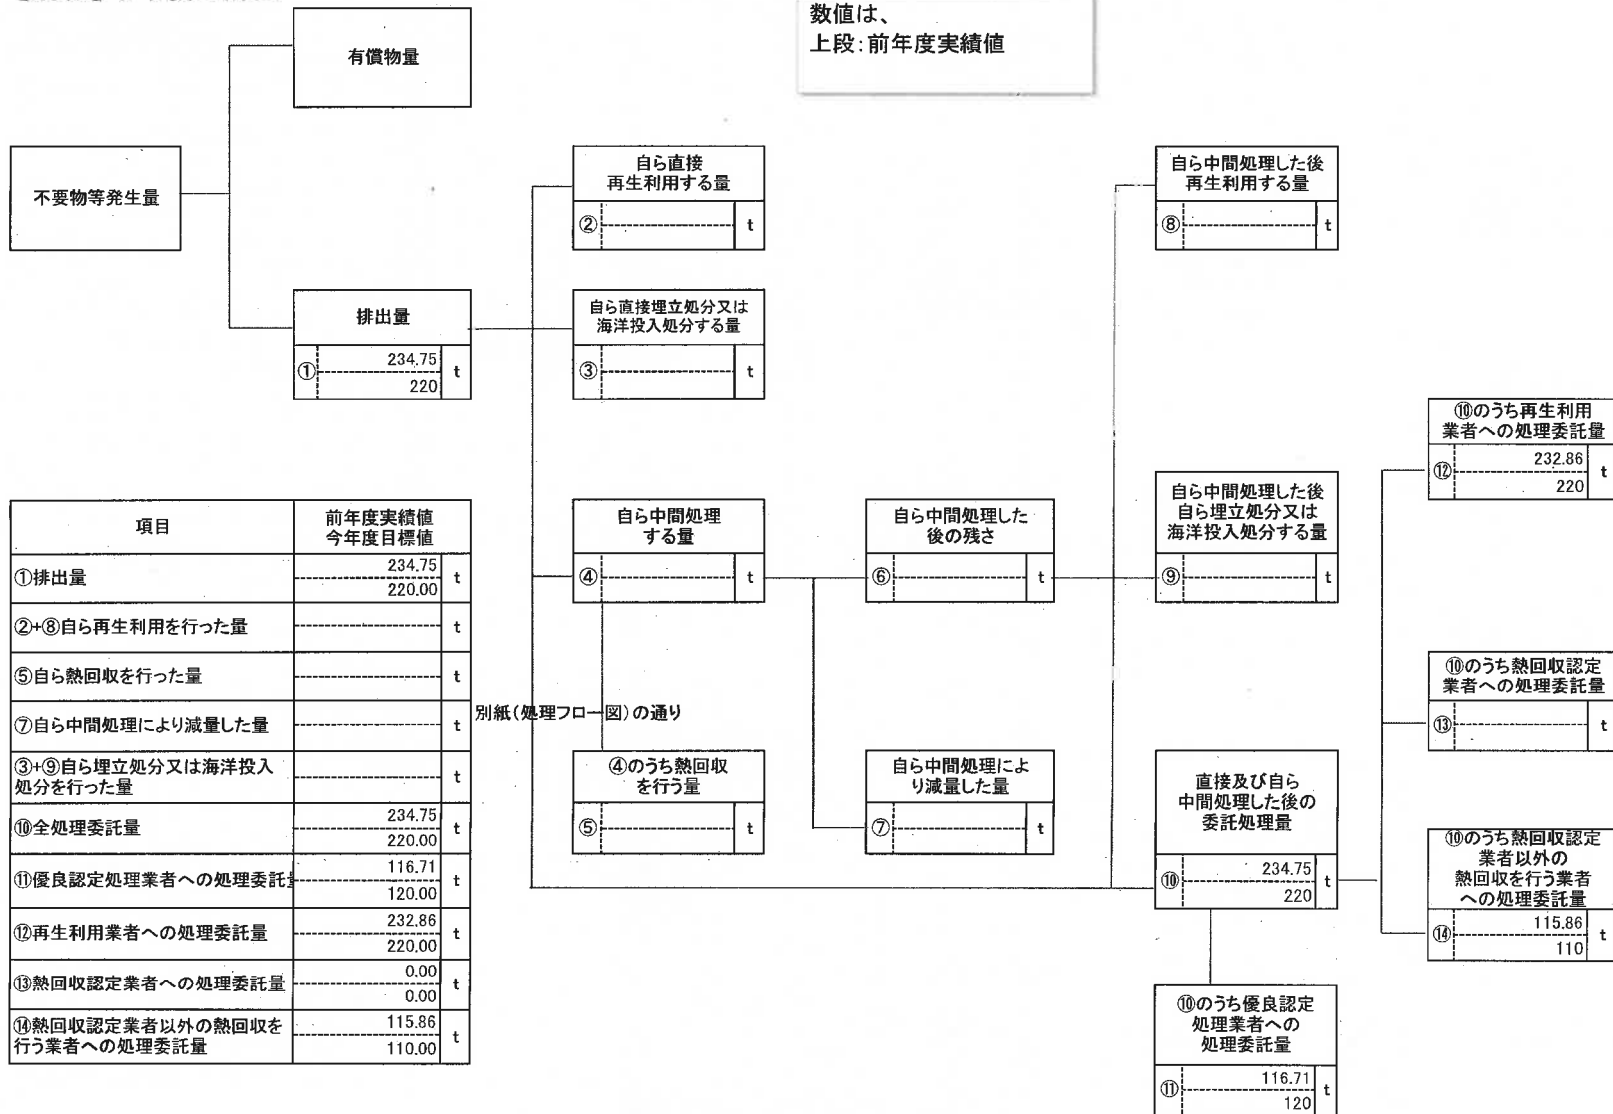 数値は、
上段:前年度実績値
有償物量
不要物等発生量
自ら直接
再生利用する量
② t
自ら中間処理した後
再生利用する量
⑧ t
排出量
① 234.75 t
220
自ら直接埋立処分又は
海洋投入処分する量
③ t
⑩のうち再生利用
業者への処理委託量
⑫ 232.86 t
220
自ら中間処理
する量
④ t
自ら中間処理した
後の残さ
⑥ t
自ら中間処理した後
自ら埋立処分又は
海洋投入処分する量
⑨ t
項目 前年度実績値
今年度目標値
①排出量 234.75 t
220.00
②+⑧自ら再生利用を行った量 t
⑤自ら熱回収を行った量 t
⑦自ら中間処理により減量した量 t
③+⑨自ら埋立処分又は海洋投入
処分を行った量 t
⑩全処理委託量 234.75 t
220.00
⑪優良認定処理業者への処理委託 116.71 t
120.00
⑫再生利用業者への処理委託量 232.86 t
220.00
⑬熱回収認定業者への処理委託量 0.00 t
0.00
⑭熱回収認定業者以外の熱回収を
行う業者への処理委託量 115.86 t
110.00
別紙(処理フロー図)の通り
④のうち熱回収
を行う量
⑤ t
自ら中間処理によ
り減量した量
⑦ t
直接及び自ら
中間処理した後の
委託処理量
⑩ 234.75 t
220
⑩のうち熱回収認定
業者への処理委託量
⑬ t
⑩のうち熱回収認定
業者以外の
熱回収を行う業者
への処理委託量
⑭ 115.86 t
110
⑩のうち優良認定
処理業者への
処理委託量
⑪ 116.71 t
120